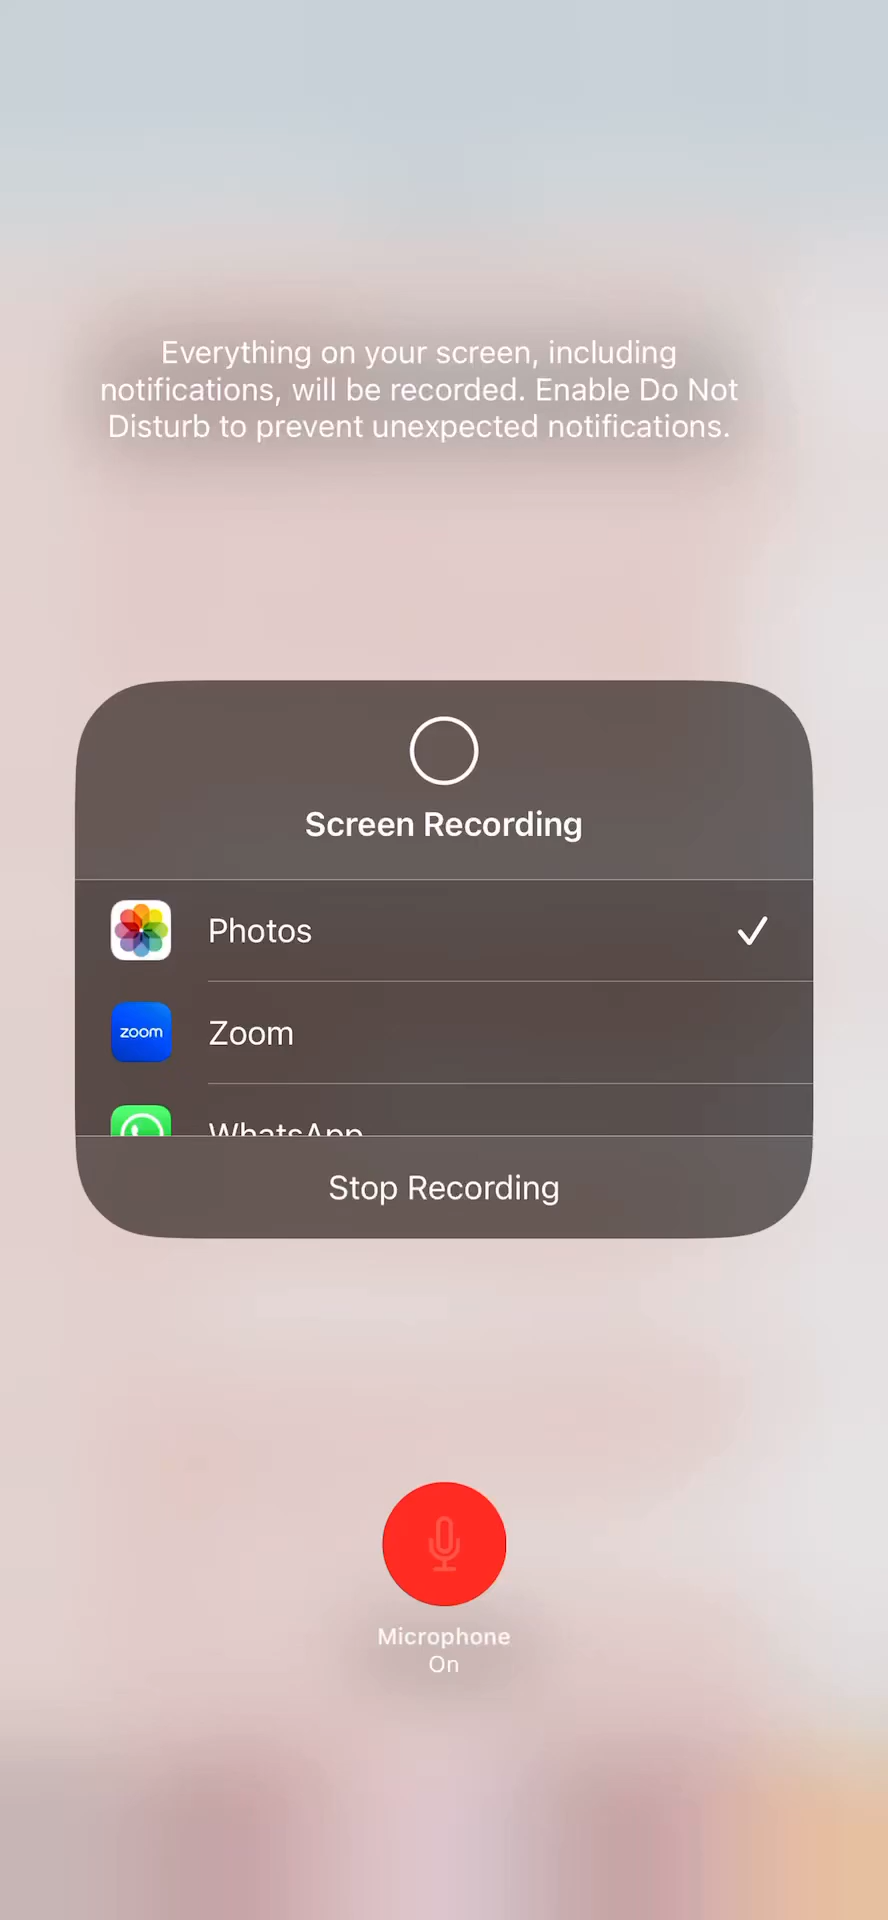 Everything on your screen, including
notifications, will be recorded. Enable Do Not
Disturb to prevent unexpected notifications.
Screen Recording
Photos
zoom
Zoom
WhatsApp
Stop Recording
Microphone
On